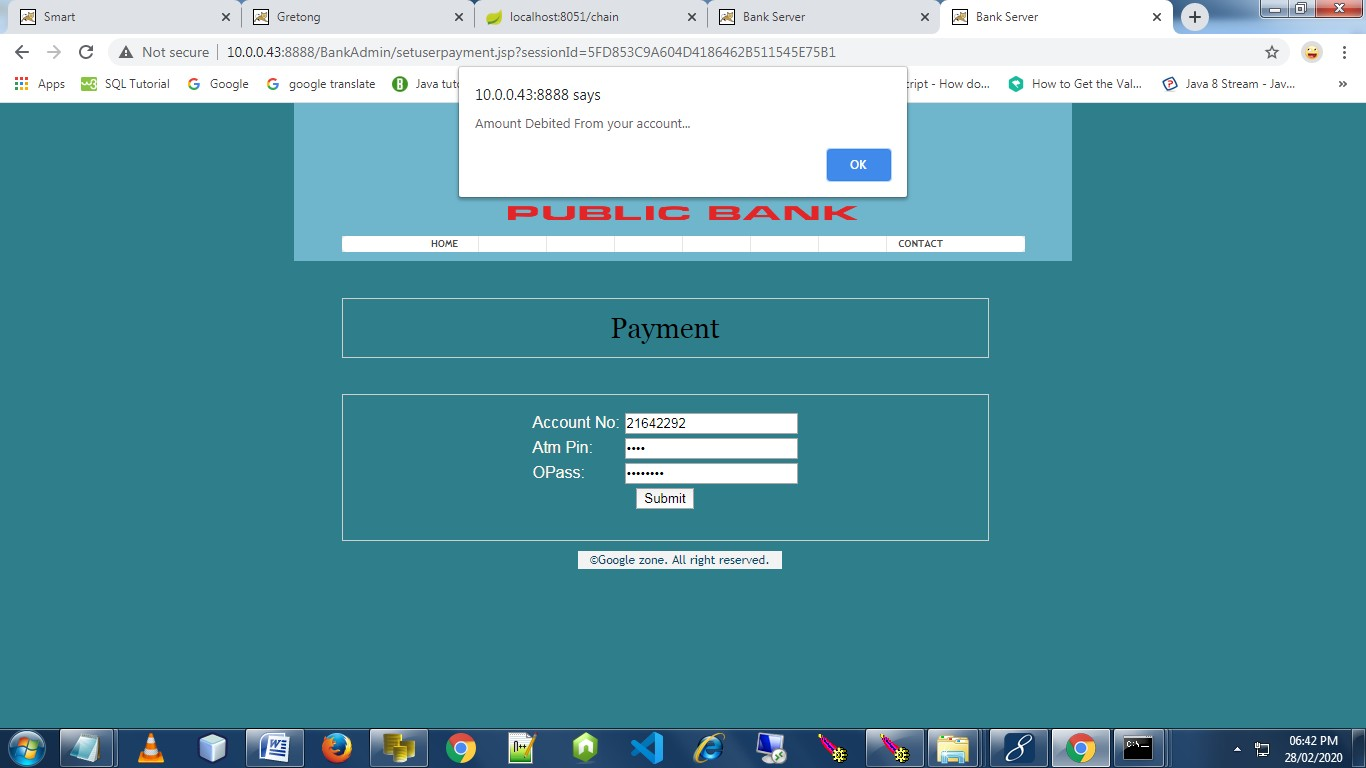 Smart
Gretong
localhost:8051/chain
Bank Server
Bank Server
Not secure
10.0.0.43:8888/BankAdmin/setuserpayment.jsp?sessionId=5FD853C9A604D4186462B511545E75B1
Apps
SQL Tutorial
Google
google translate
Java tuto
cript - How do...
How to Get the Val...
Java 8 Stream - Jav...
10.0.0.43:8888 says
Amount Debited From your account...
OK
PUBLIC BANK
HOME
CONTACT
Payment
Account No: 21642292
Atm Pin: ••••
OPass: ••••••••
Submit
©Google zone. All right reserved.
06:42 PM
28/02/2020